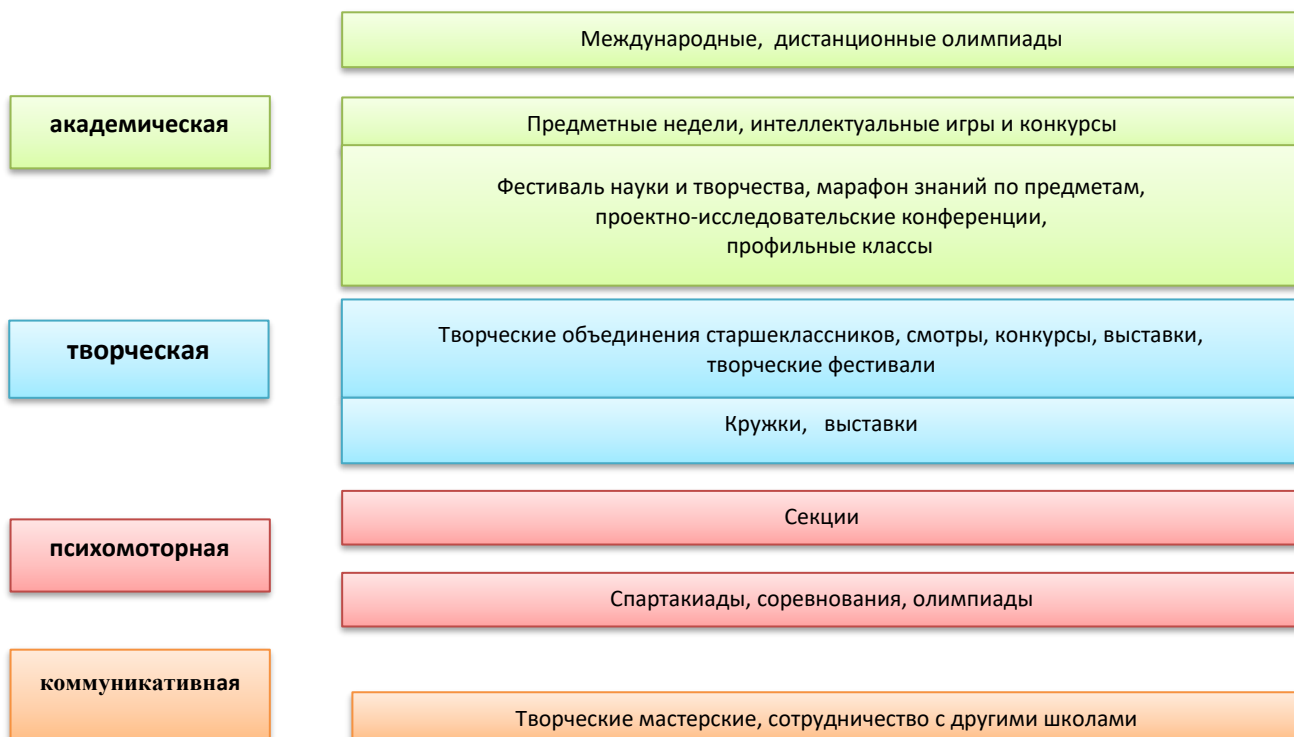 Международные, дистанционные олимпиады
академическая
Предметные недели, интеллектуальные игры и конкурсы
Фестиваль науки и творчества, марафон знаний по предметам,
проектно-исследовательские конференции,
профильные классы
творческая
Творческие объединения старшеклассников, смотры, конкурсы, выставки,
творческие фестивали
Кружки, выставки
психомоторная
Секции
Спартакиады, соревнования, олимпиады
коммуникативная
Творческие мастерские, сотрудничество с другими школами